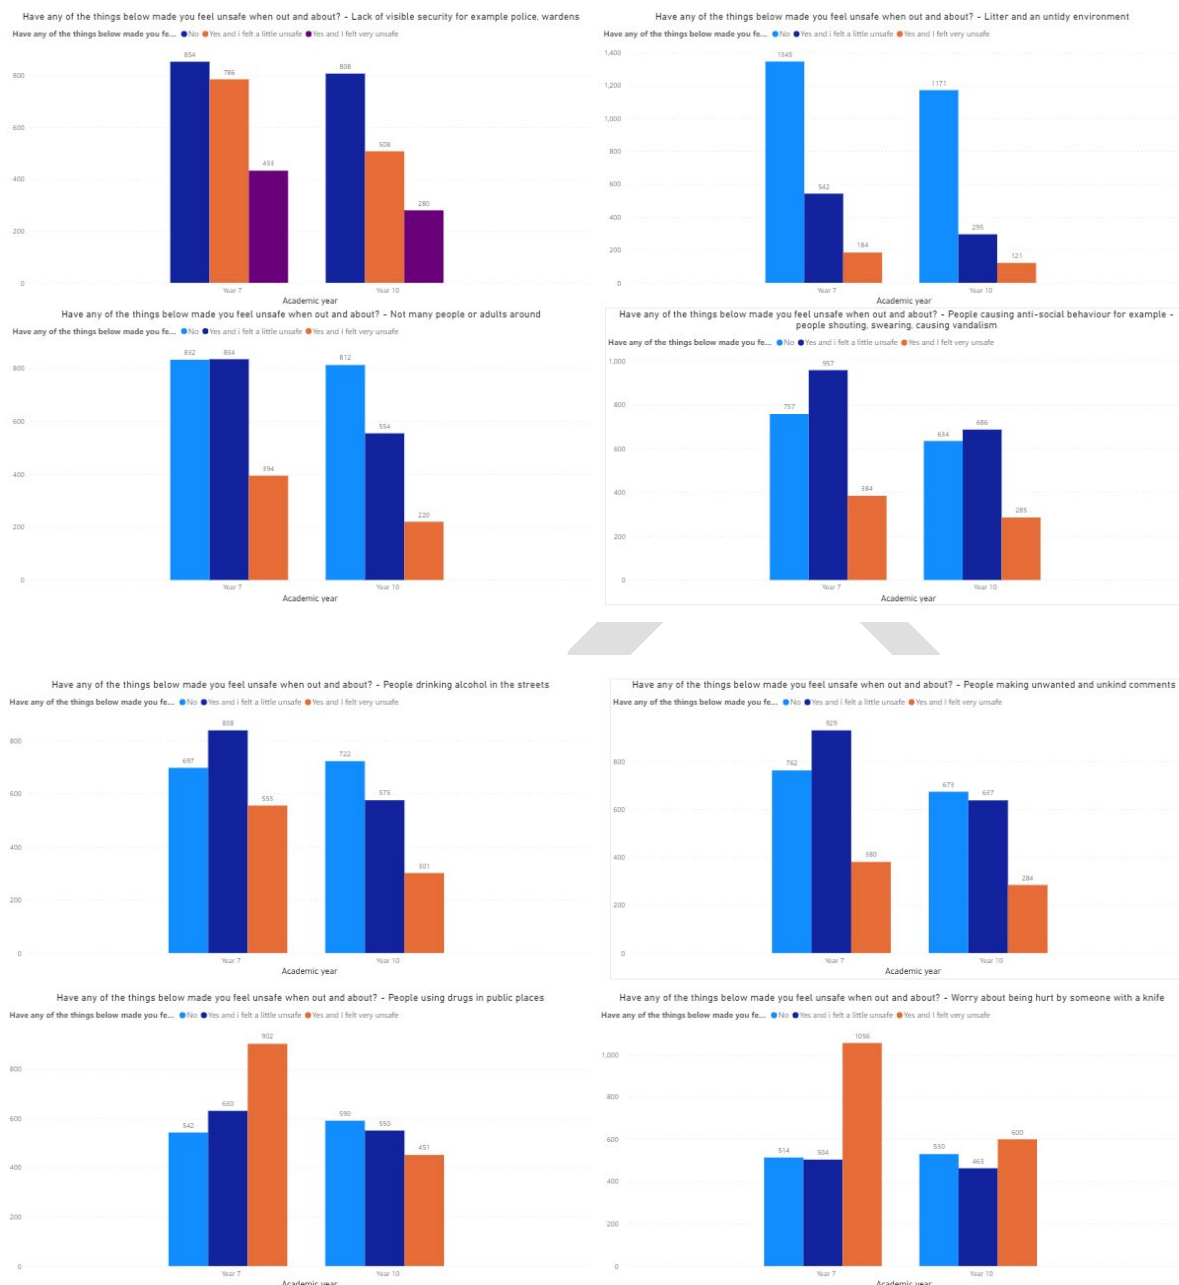 Have any of the things below made you feel unsafe when out and about? - Lack of visible security for example police, wardens
Have any of the things below made you fe... No Yes and i felt a little unsafe Yes and I felt very unsafe
854
786
433
808
508
280
800
600
400
200
0
Year 7
Year 10
Academic year
Have any of the things below made you feel unsafe when out and about? - Litter and an untidy environment
Have any of the things below made you fe... No Yes and i felt a little unsafe Yes and I felt very unsafe
1,400
1,200
1,000
800
600
400
200
0
1345
542
184
1171
295
121
Year 7
Year 10
Academic year
Have any of the things below made you feel unsafe when out and about? - Not many people or adults around
Have any of the things below made you fe... No Yes and i felt a little unsafe Yes and I felt very unsafe
800
600
400
200
0
832
834
394
812
554
220
Year 7
Year 10
Academic year
Have any of the things below made you feel unsafe when out and about? - People causing anti-social behaviour for example -
people shouting, swearing, causing vandalism
Have any of the things below made you fe... No Yes and i felt a little unsafe Yes and I felt very unsafe
1,000
800
600
400
200
0
757
957
384
634
686
285
Year 7
Year 10
Academic year
Have any of the things below made you feel unsafe when out and about? - People drinking alcohol in the streets
Have any of the things below made you fe... No Yes and i felt a little unsafe Yes and I felt very unsafe
800
600
400
200
0
697
838
555
722
575
301
Year 7
Year 10
Academic year
Have any of the things below made you feel unsafe when out and about? - People making unwanted and unkind comments
Have any of the things below made you fe... No Yes and i felt a little unsafe Yes and I felt very unsafe
800
600
400
200
0
762
929
380
673
637
284
Year 7
Year 10
Academic year
Have any of the things below made you feel unsafe when out and about? - People using drugs in public places
Have any of the things below made you fe... No Yes and i felt a little unsafe Yes and I felt very unsafe
800
600
400
200
0
542
630
902
590
550
451
Year 7
Year 10
Academic year
Have any of the things below made you feel unsafe when out and about? - Worry about being hurt by someone with a knife
Have any of the things below made you fe... No Yes and i felt a little unsafe Yes and I felt very unsafe
1,000
800
600
400
200
0
514
504
1056
530
463
600
Year 7
Year 10
Academic year